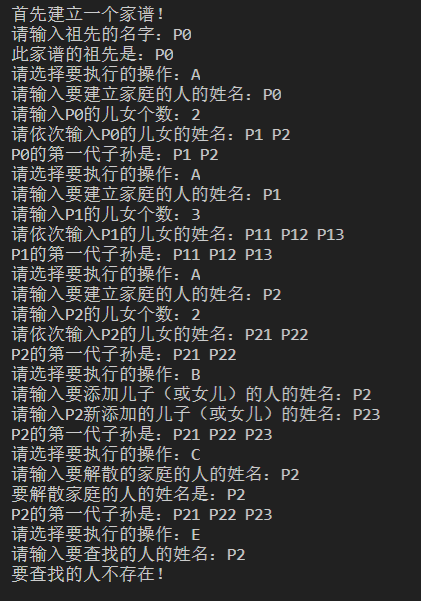 首先建立一个家谱!
请输入祖先的名字: P0
此家谱的祖先是: P0
请选择要执行的操作: A
请输入要建立家庭的人的姓名: P0
请输入P0的儿女个数: 2
请依次输入P0的儿女的姓名: P1 P2
P0的第一代子孙是: P1 P2
请选择要执行的操作: A
请输入要建立家庭的人的姓名: P1
请输入P1的儿女个数: 3
请依次输入P1的儿女的姓名: P11 P12 P13
P1的第一代子孙是: P11 P12 P13
请选择要执行的操作: A
请输入要建立家庭的人的姓名: P2
请输入P2的儿女个数: 2
请依次输入P2的儿女的姓名: P21 P22
P2的第一代子孙是: P21 P22
请选择要执行的操作: B
请输入要添加儿子（或女儿）的人的姓名: P2
请输入P2新添加的儿子（或女儿）的姓名: P23
P2的第一代子孙是: P21 P22 P23
请选择要执行的操作: C
请输入要解散的家庭的人的姓名: P2
要解散家庭的人的姓名是: P2
P2的第一代子孙是: P21 P22 P23
请选择要执行的操作: E
请输入要查找的人的姓名: P2
要查找的人不存在!